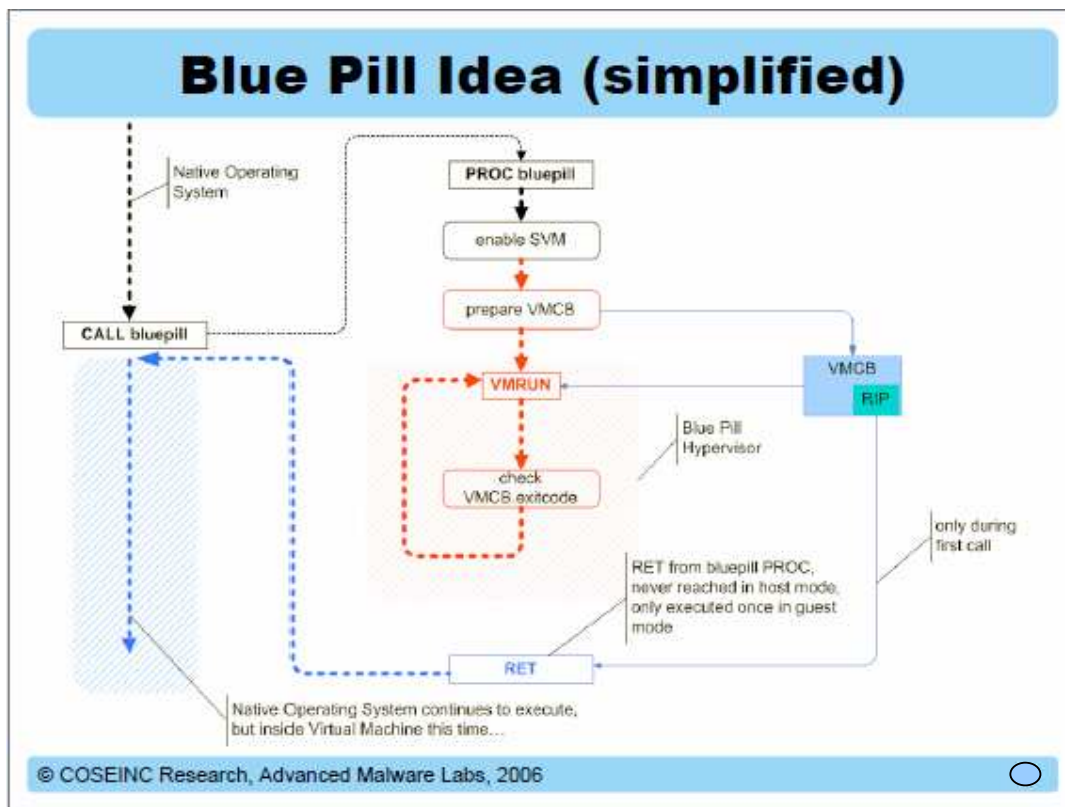 Blue Pill Idea (simplified)
Native Operating
System
PROC bluepill
enable SVM
prepare VMCB
CALL bluepill
VMCB
RIP
VMRUN
Blue Pill
Hypervisor
check
VMCB.exitcode
only during
first call
RET from bluepill PROC,
never reached in host mode,
only executed once in guest
mode
RET
Native Operating System continues to execute,
but inside Virtual Machine this time…
© COSEINC Research, Advanced Malware Labs, 2006